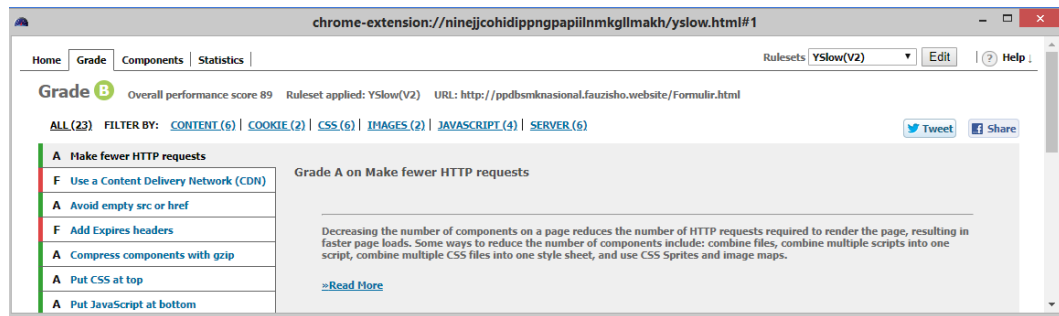 chrome-extension://ninejjcohidippngpapiilnmkgllmakh/yslow.html#1
Home Grade Components Statistics Rulesets YSlow(V2) Edit ? Help ↓
Grade B Overall performance score 89 Ruleset applied: YSlow(V2) URL: http://ppdbsmknasional.fauzisho.website/Formulir.html
ALL (23) FILTER BY: CONTENT (6) | COOKIE (2) | CSS (6) | IMAGES (2) | JAVASCRIPT (4) | SERVER (6)
Tweet Share
A Make fewer HTTP requests
F Use a Content Delivery Network (CDN)
A Avoid empty src or href
F Add Expires headers
A Compress components with gzip
A Put CSS at top
A Put JavaScript at bottom
Grade A on Make fewer HTTP requests
Decreasing the number of components on a page reduces the number of HTTP requests required to render the page, resulting in
faster page loads. Some ways to reduce the number of components include: combine files, combine multiple scripts into one
script, combine multiple CSS files into one style sheet, and use CSS Sprites and image maps.
»Read More